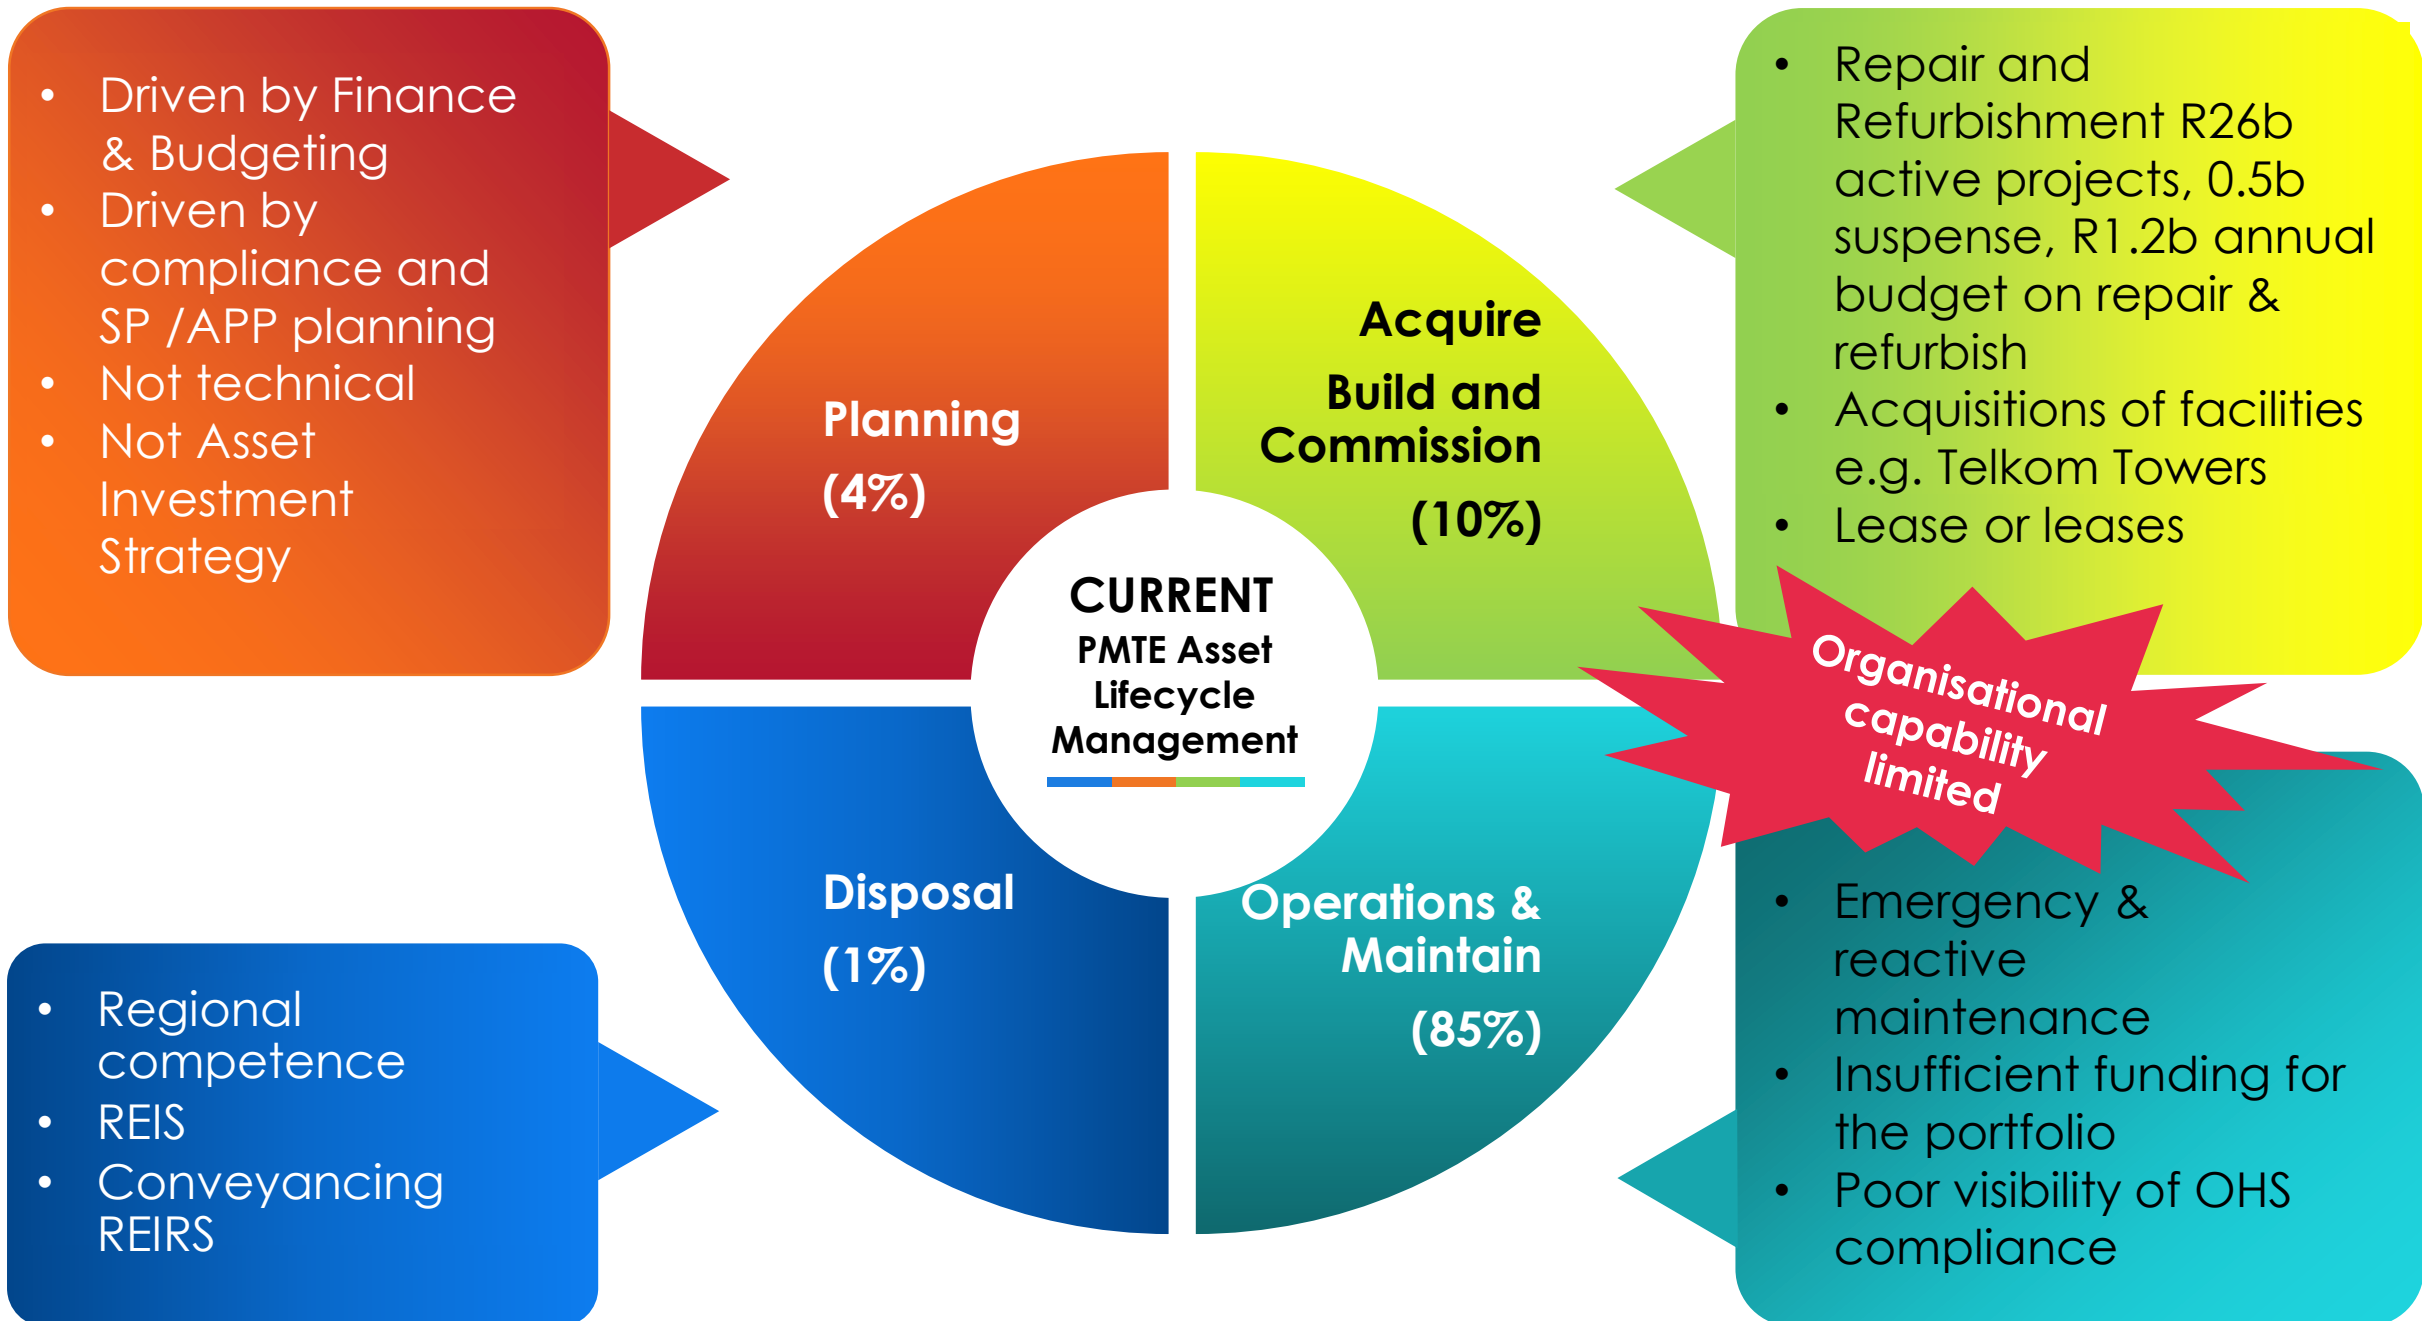 • Driven by Finance
& Budgeting
• Driven by
compliance and
SP /APP planning
• Not technical
• Not Asset
Investment
Strategy
Planning
(4%)
Acquire
Build and
Commission
(10%)
• Repair and
Refurbishment R26b
active projects, 0.5b
suspense, R1.2b annual
budget on repair &
refurbish
• Acquisitions of facilities
e.g. Telkom Towers
• Lease or leases
CURRENT
PMTE Asset
Lifecycle
Management
Organisational
capability
limited
Disposal
(1%)
Operations &
Maintain
(85%)
• Regional
competence
• REIS
• Conveyancing
REIRS
• Emergency &
reactive
maintenance
• Insufficient funding for
the portfolio
• Poor visibility of OHS
compliance